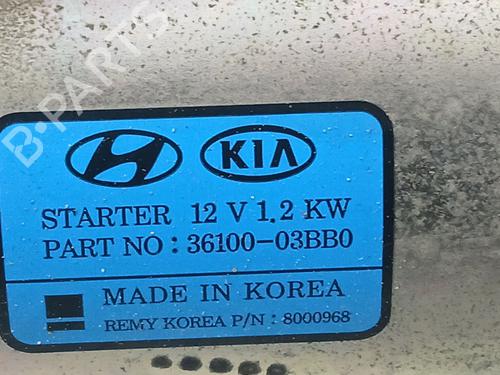 B-PARTS
KIA
STARTER 12 V 1.2 KW
PART NO : 36100-03BB0
MADE IN KOREA
REMY KOREA P/N : 8000968